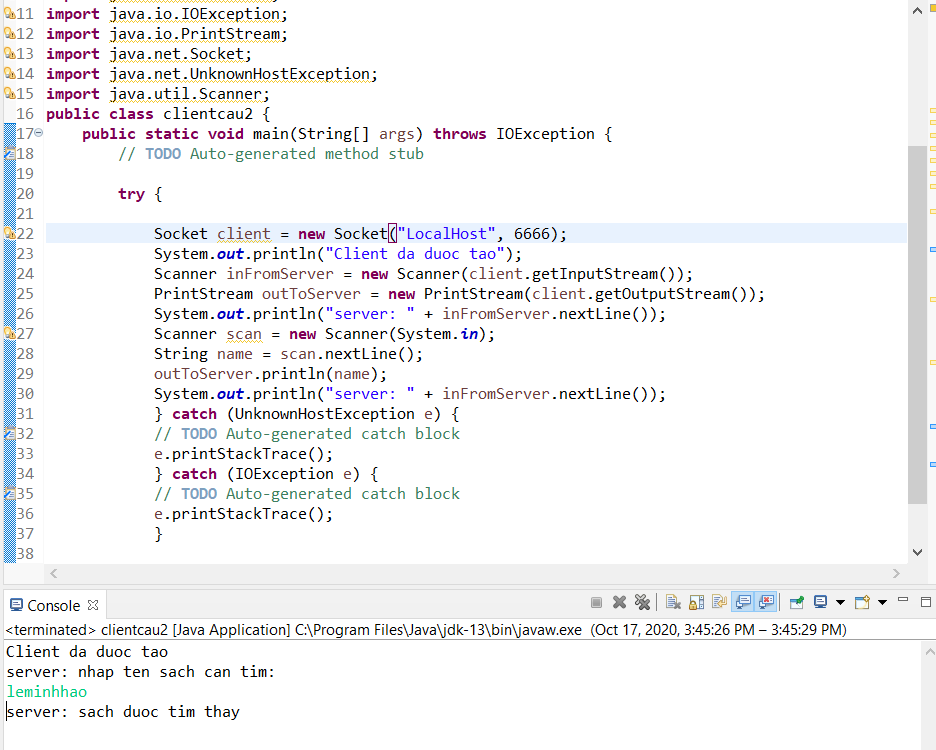 11 import java.io.IOException;
12 import java.io.PrintStream;
13 import java.net.Socket;
14 import java.net.UnknownHostException;
15 import java.util.Scanner;
16 public class clientcau2 {
17 public static void main(String[] args) throws IOException {
18 // TODO Auto-generated method stub
19
20 try {
21
22 Socket client = new Socket("LocalHost", 6666);
23 System.out.println("Client da duoc tao");
24 Scanner inFromServer = new Scanner(client.getInputStream());
25 PrintStream outToServer = new PrintStream(client.getOutputStream());
26 System.out.println("server: " + inFromServer.nextLine());
27 Scanner scan = new Scanner(System.in);
28 String name = scan.nextLine();
29 outToServer.println(name);
30 System.out.println("server: " + inFromServer.nextLine());
31 } catch (UnknownHostException e) {
32 // TODO Auto-generated catch block
33 e.printStackTrace();
34 } catch (IOException e) {
35 // TODO Auto-generated catch block
36 e.printStackTrace();
37 }
38
Console
<terminated> clientcau2 [Java Application] C:\Program Files\Java\jdk-13\bin\javaw.exe (Oct 17, 2020, 3:45:26 PM – 3:45:29 PM)
Client da duoc tao
server: nhap ten sach can tim:
leminhhao
server: sach duoc tim thay